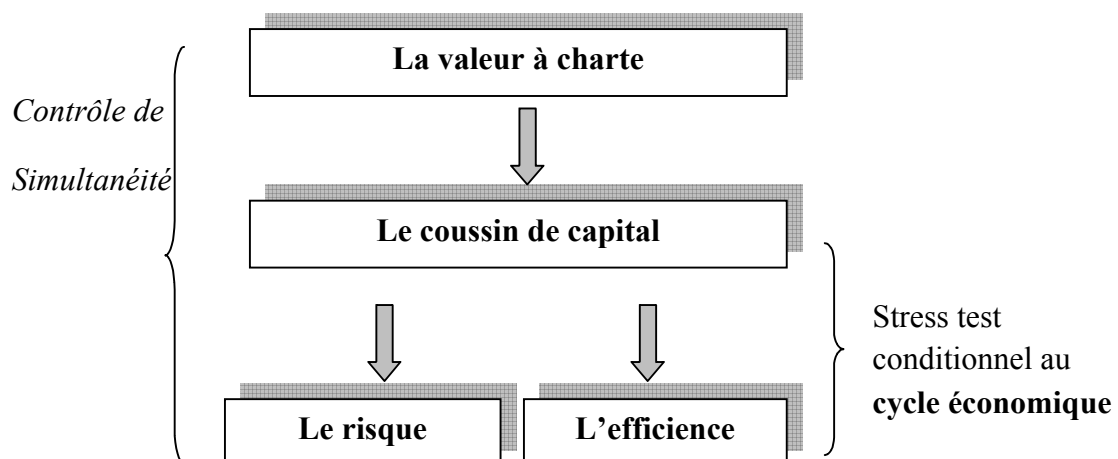 La valeur à charte
Contrôle de
Simultanéité
Le coussin de capital
Stress test
conditionnel au
cycle économique
Le risque
L'efficience